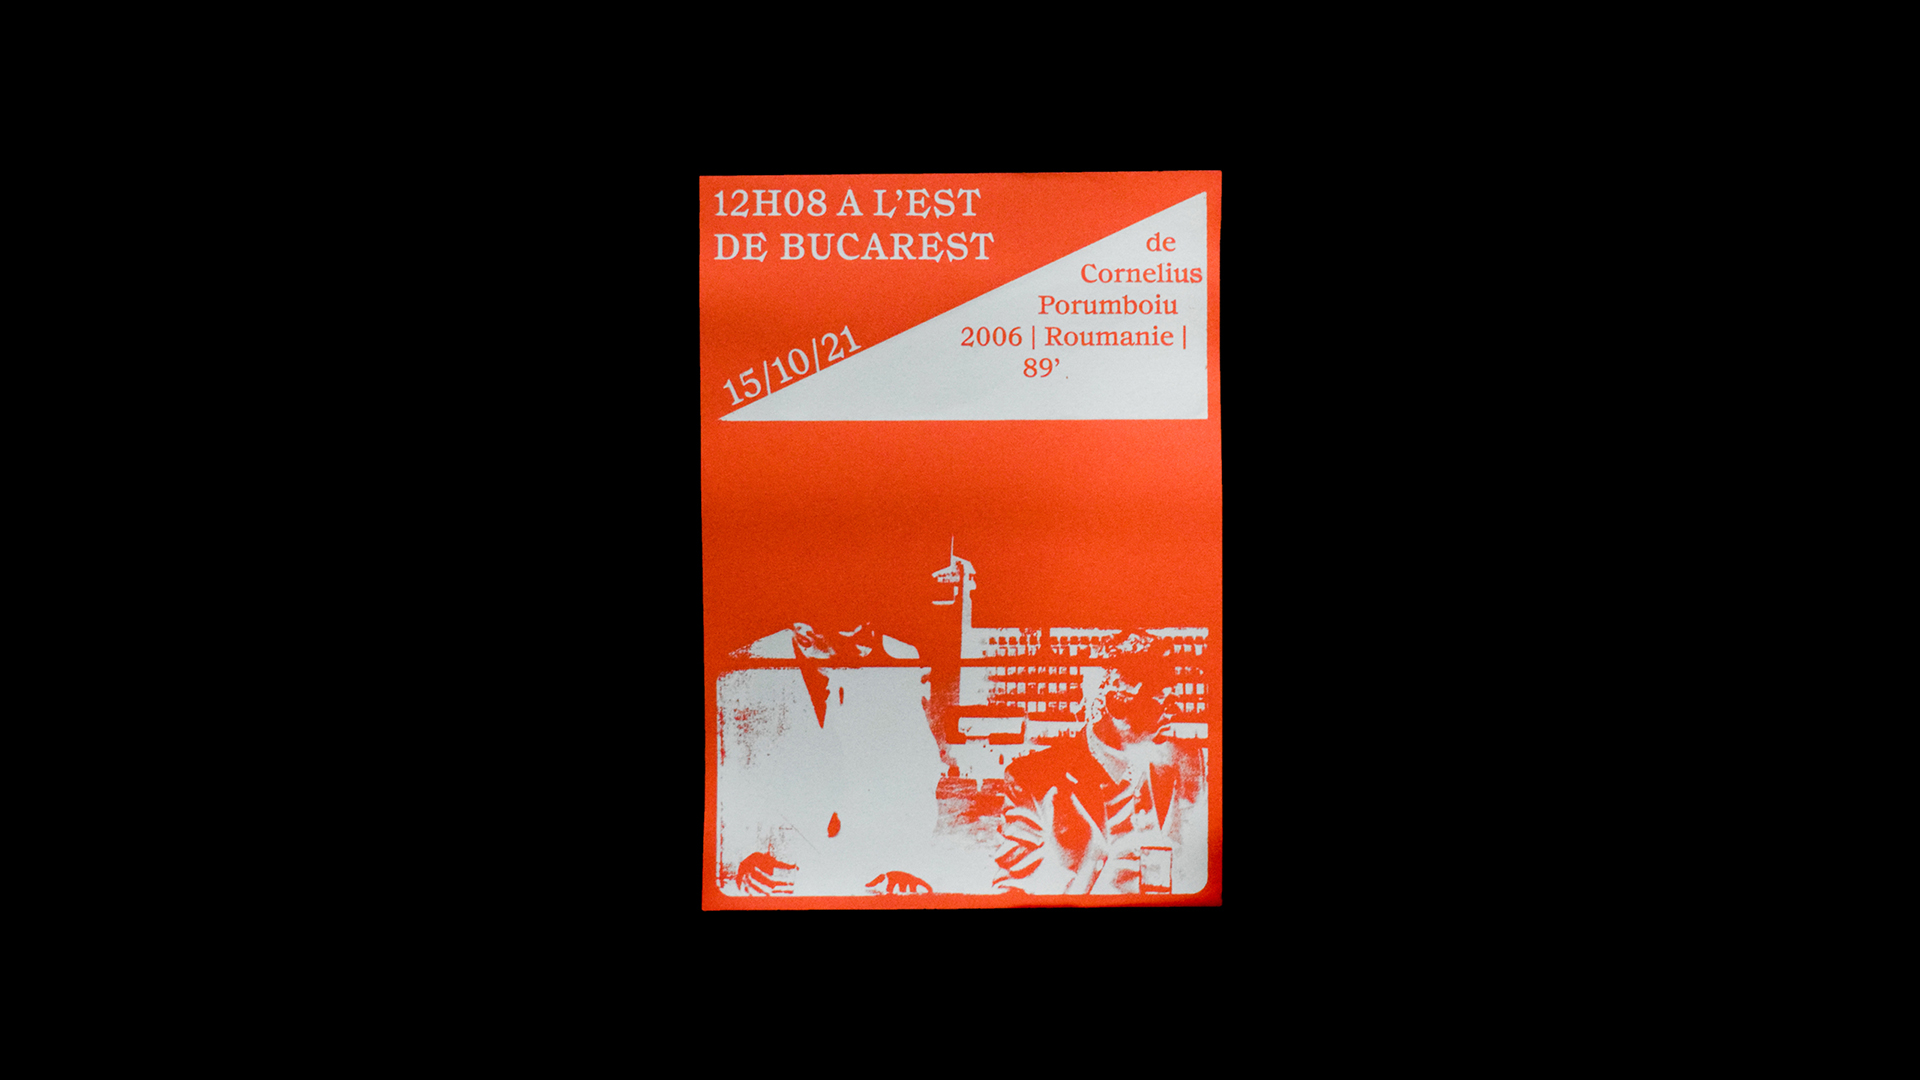 12H08 A L’EST
DE BUCAREST
de
Cornelius
Porumboiu
2006 | Roumanie |
89’
15/10/21